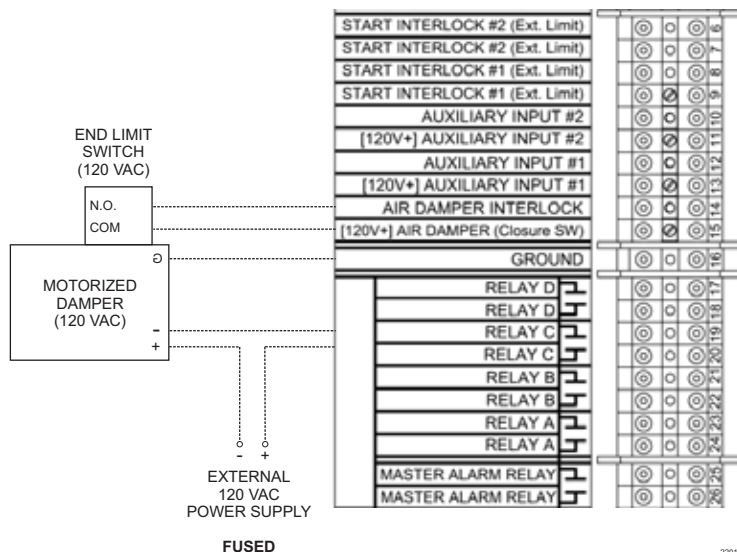 START INTERLOCK #2 (Ext. Limit) 6
START INTERLOCK #2 (Ext. Limit) 7
START INTERLOCK #1 (Ext. Limit) 8
START INTERLOCK #1 (Ext. Limit) 9
AUXILIARY INPUT #2 10
[120V+] AUXILIARY INPUT #2 11
AUXILIARY INPUT #1 12
[120V+] AUXILIARY INPUT #1 13
AIR DAMPER INTERLOCK 14
[120V+] AIR DAMPER (Closure SW) 15
GROUND 16
RELAY D 17
RELAY D 18
RELAY C 19
RELAY C 20
RELAY B 21
RELAY B 22
RELAY A 23
RELAY A 24
MASTER ALARM RELAY 25
MASTER ALARM RELAY 26
END LIMIT
SWITCH
(120 VAC)
N.O.
COM
G
MOTORIZED
DAMPER
(120 VAC)
-
+
- +
EXTERNAL
120 VAC
POWER SUPPLY
FUSED